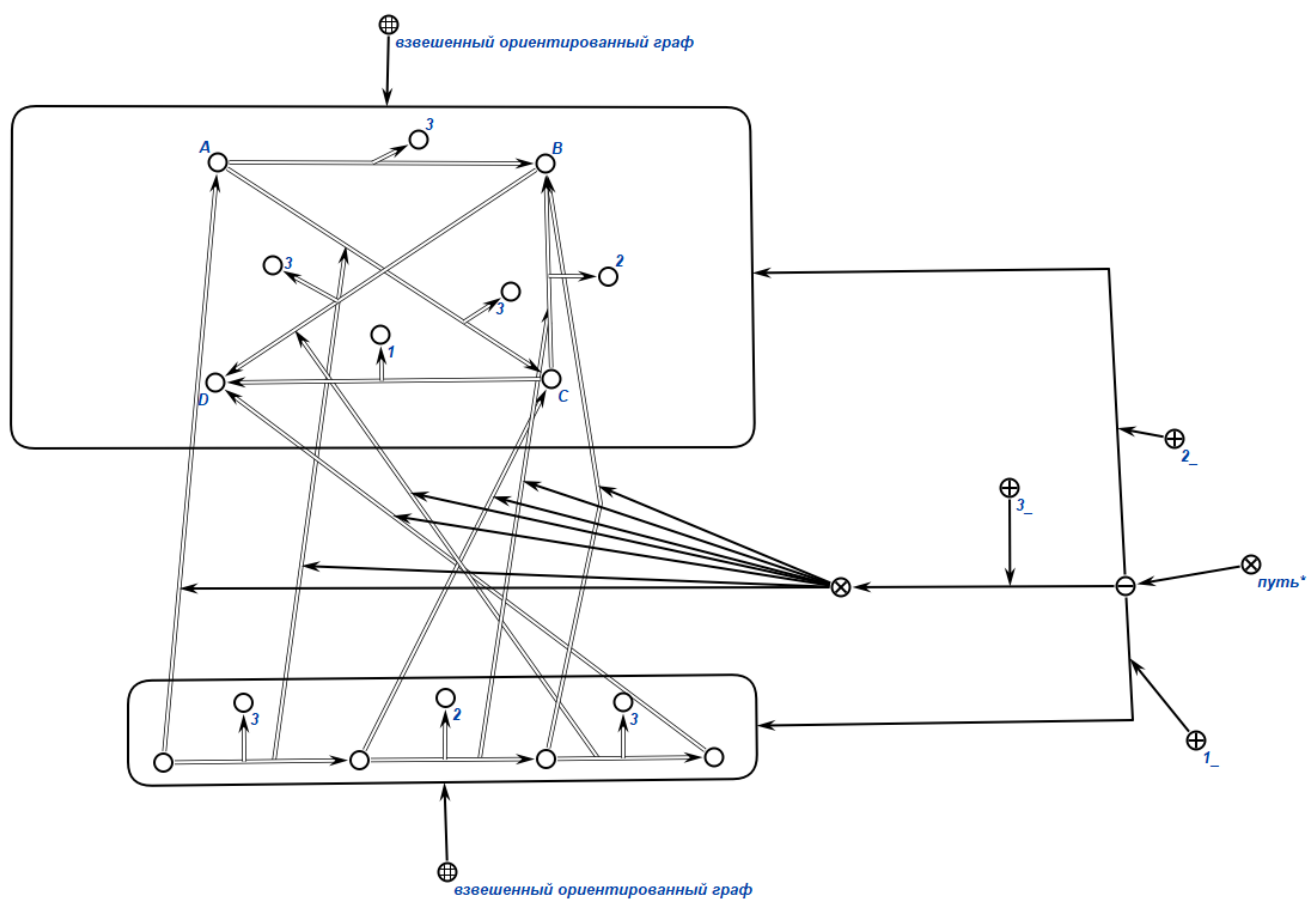 взвешенный ориентированный граф
3
A
B
3
2
3
1
D
C
2_
3_
путь*
3
2
3
1_
взвешенный ориентированный граф